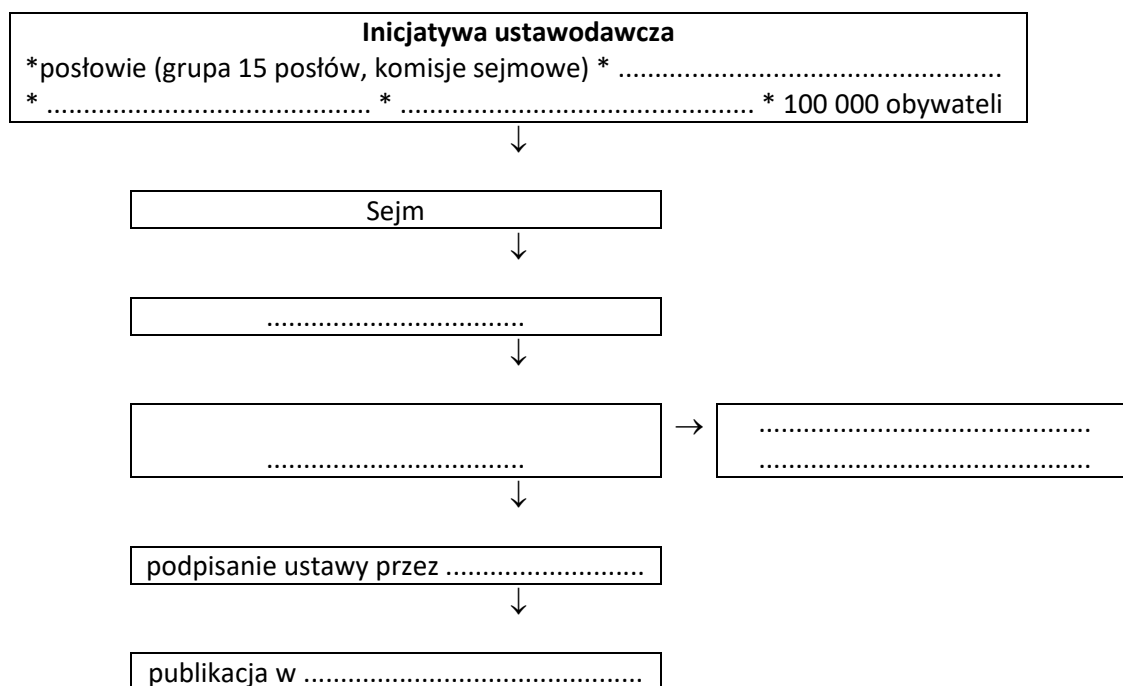 Inicjatywa ustawodawcza
*posłowie (grupa 15 posłów, komisje sejmowe) * .....................................................
* ............................................. * ................................................. * 100 000 obywateli
↓
Sejm
↓
...................................
↓
................................... → .............................................
.............................................
↓
podpisanie ustawy przez ...........................
↓
publikacja w ..............................................